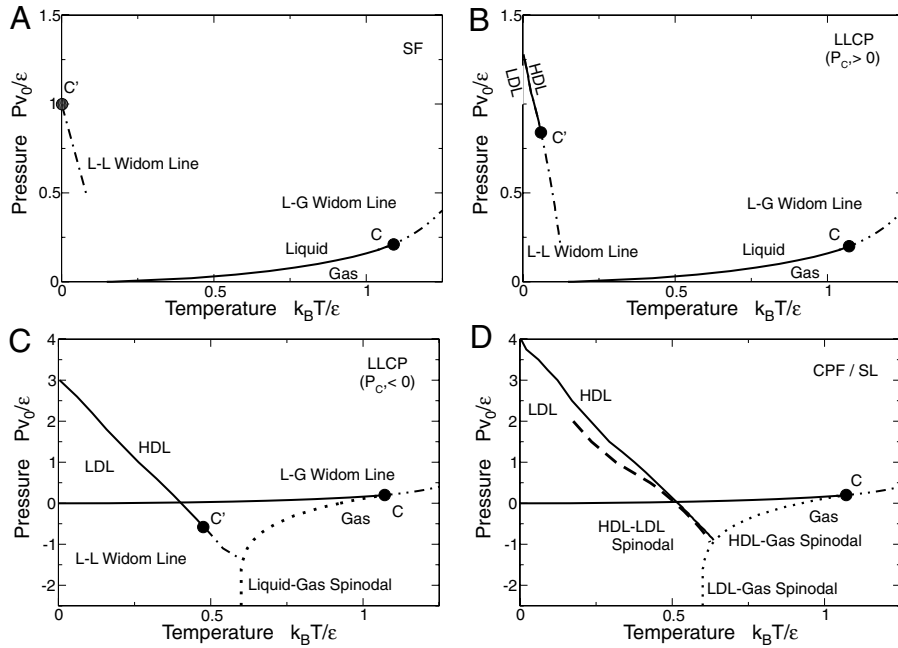 A
1.5
SF
C'
1
Pressure Pv0/ε
L-L Widom Line
0.5
L-G Widom Line
C
Liquid
Gas
0
0
0.5
1
Temperature kBT/ε
B
1.5
LLCP
(PC'> 0)
LDL
HDL
1
C'
Pressure Pv0/ε
0.5
L-G Widom Line
C
L-L Widom Line
Liquid
Gas
0
0
0.5
1
Temperature kBT/ε
C
4
LLCP
(PC'< 0)
3
Pressure Pv0/ε
2
HDL
LDL
1
L-G Widom Line
0
Gas
C
C'
-1
L-L Widom Line
-2
Liquid-Gas Spinodal
0
0.5
1
Temperature kBT/ε
D
4
CPF / SL
3
HDL
LDL
Pressure Pv0/ε
2
1
C
0
Gas
HDL-LDL
Spinodal
HDL-Gas Spinodal
-1
-2
LDL-Gas Spinodal
0
0.5
1
Temperature kBT/ε